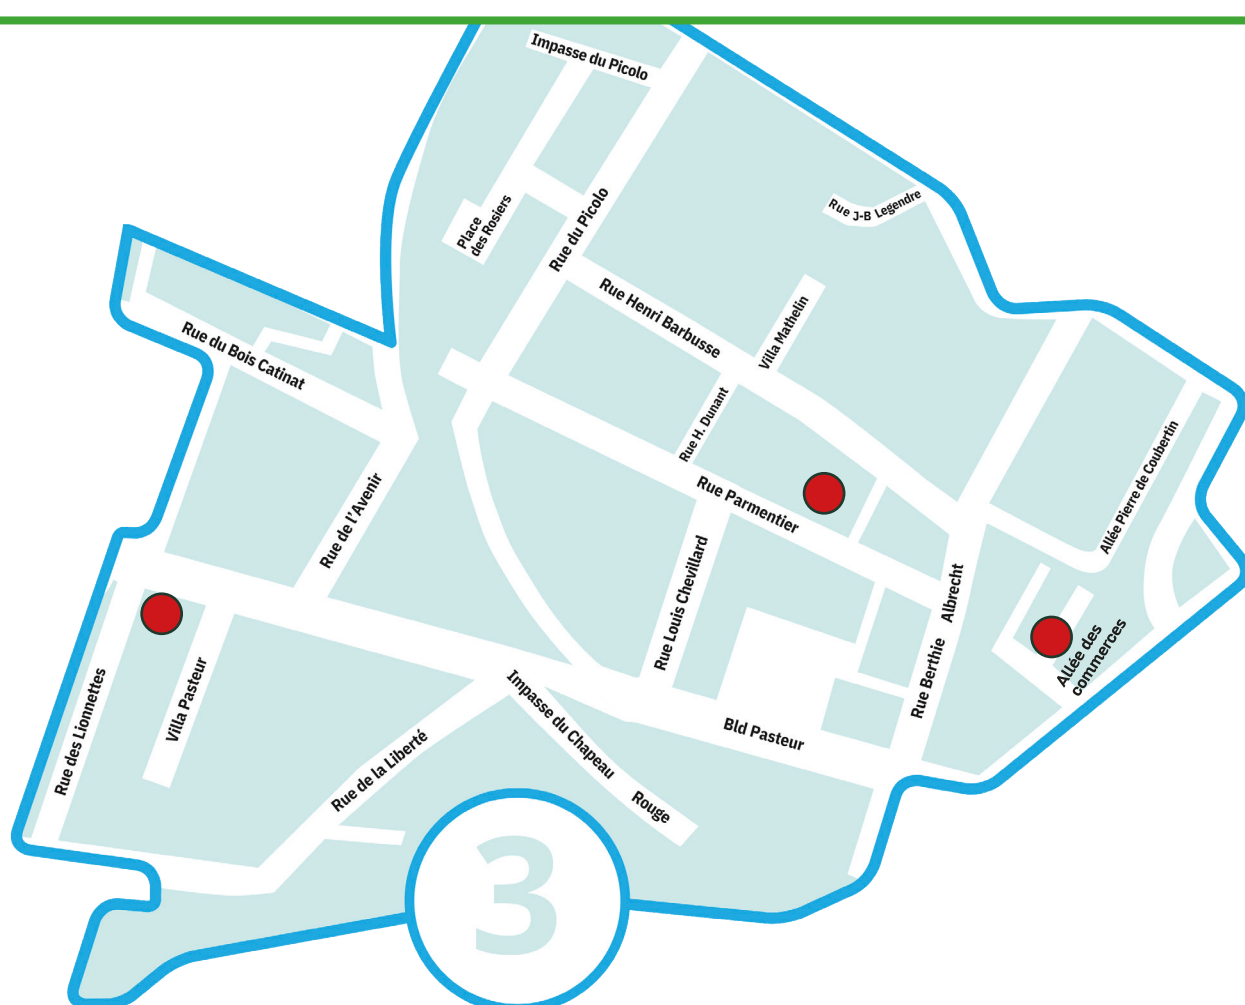 Impasse du Picolo
Place
des Rosiers
Rue du Picolo
Rue J-B Legendre
Rue Henri Barbusse
Villa Mathelin
Rue du Bois Catinat
Rue H. Dunant
Rue Parmentier
Allée Pierre de Coubertin
Rue de l'Avenir
Rue Louis Chevillard
Rue Berthie Albrecht
Allée des
commerces
Rue des Lionnettes
Villa Pasteur
Rue de la Liberté
Impasse du Chapeau Rouge
Bld Pasteur
3